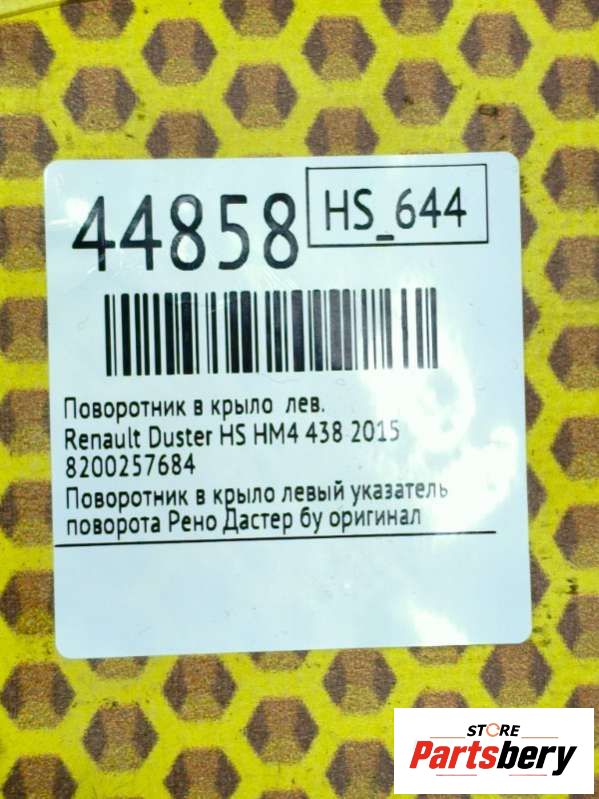 44858
HS_644
Поворотник в крыло лев.
Renault Duster HS HM4 438 2015
8200257684
Поворотник в крыло левый указатель
поворота Рено Дастер бу оригинал
STORE
Partsbery